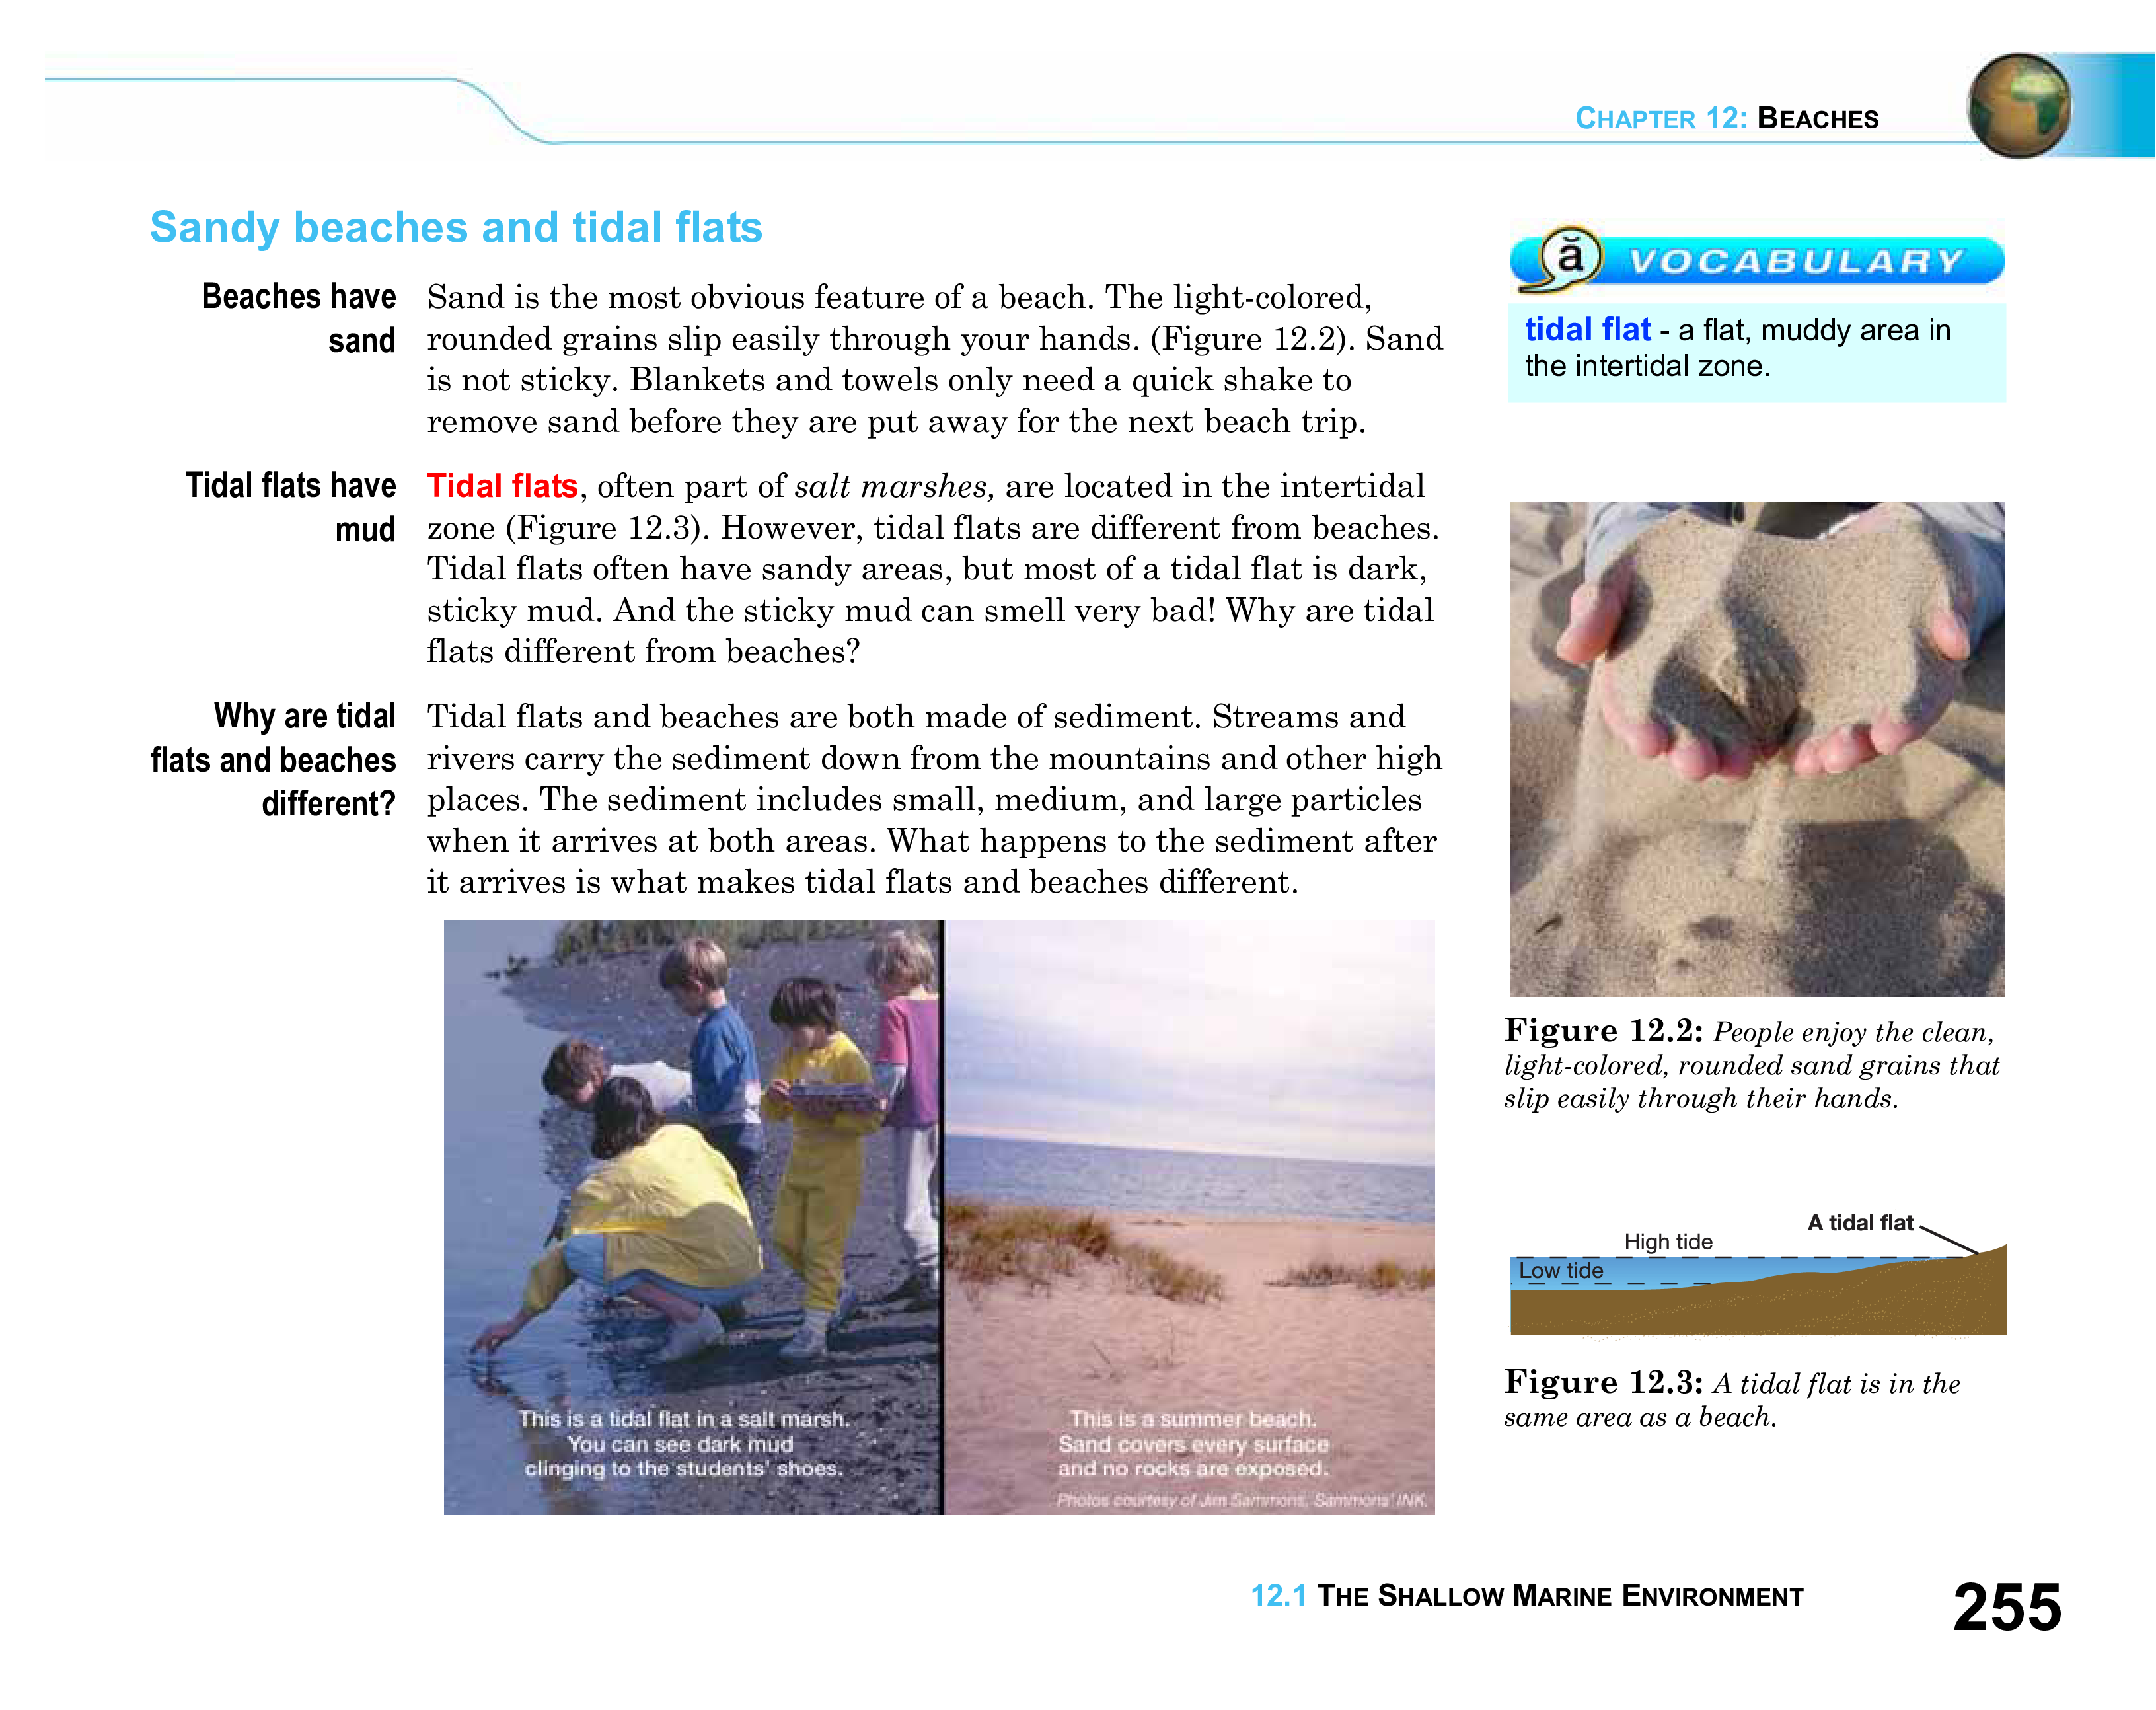 CHAPTER 12: BEACHES
Sandy beaches and tidal flats
Beaches have
sand
Sand is the most obvious feature of a beach. The light-colored,
rounded grains slip easily through your hands. (Figure 12.2). Sand
is not sticky. Blankets and towels only need a quick shake to
remove sand before they are put away for the next beach trip.
Tidal flats have
mud
Tidal flats, often part of salt marshes, are located in the intertidal
zone (Figure 12.3). However, tidal flats are different from beaches.
Tidal flats often have sandy areas, but most of a tidal flat is dark,
sticky mud. And the sticky mud can smell very bad! Why are tidal
flats different from beaches?
Why are tidal
flats and beaches
different?
Tidal flats and beaches are both made of sediment. Streams and
rivers carry the sediment down from the mountains and other high
places. The sediment includes small, medium, and large particles
when it arrives at both areas. What happens to the sediment after
it arrives is what makes tidal flats and beaches different.
This is a tidal flat in a salt marsh.
You can see dark mud
clinging to the students' shoes.
This is a summer beach.
Sand covers every surface
and no rocks are exposed.
Photos courtesy of Jim Sammons, Sammons' INK.
ă VOCABULARY
tidal flat - a flat, muddy area in
the intertidal zone.
Figure 12.2: People enjoy the clean,
light-colored, rounded sand grains that
slip easily through their hands.
A tidal flat
High tide
Low tide
Figure 12.3: A tidal flat is in the
same area as a beach.
12.1 THE SHALLOW MARINE ENVIRONMENT
255